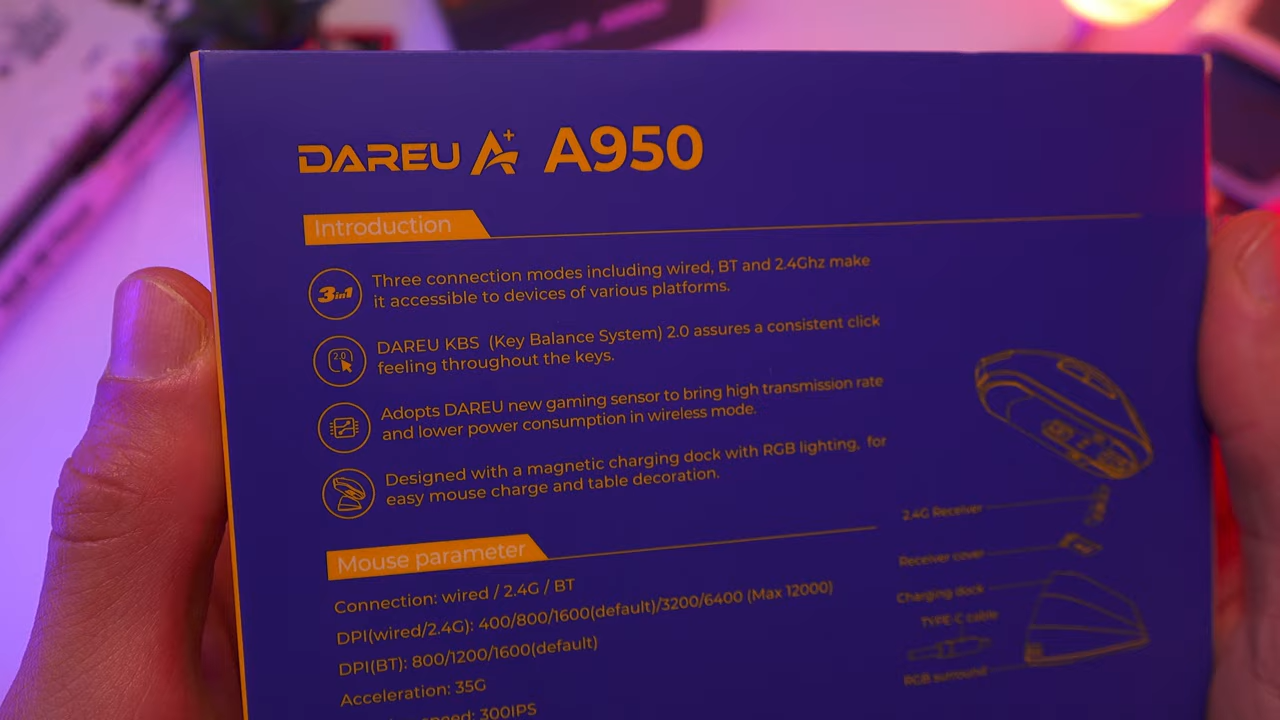 DAREU A+ A950
Introduction
3in1
Three connection modes including wired, BT and 2.4Ghz make
it accessible to devices of various platforms.
2.0
DAREU KBS (Key Balance System) 2.0 assures a consistent click
feeling throughout the keys.
Adopts DAREU new gaming sensor to bring high transmission rate
and lower power consumption in wireless mode.
Designed with a magnetic charging dock with RGB lighting, for
easy mouse charge and table decoration.
Mouse parameter
Connection: wired / 2.4G / BT
DPI(wired/2.4G): 400/800/1600(default)/3200/6400 (Max 12000)
DPI(BT): 800/1200/1600(default)
Acceleration: 35G
speed: 300IPS
2.4G Receiver
Receiver cover
Charging dock
TYPE-C cable
RGB surround